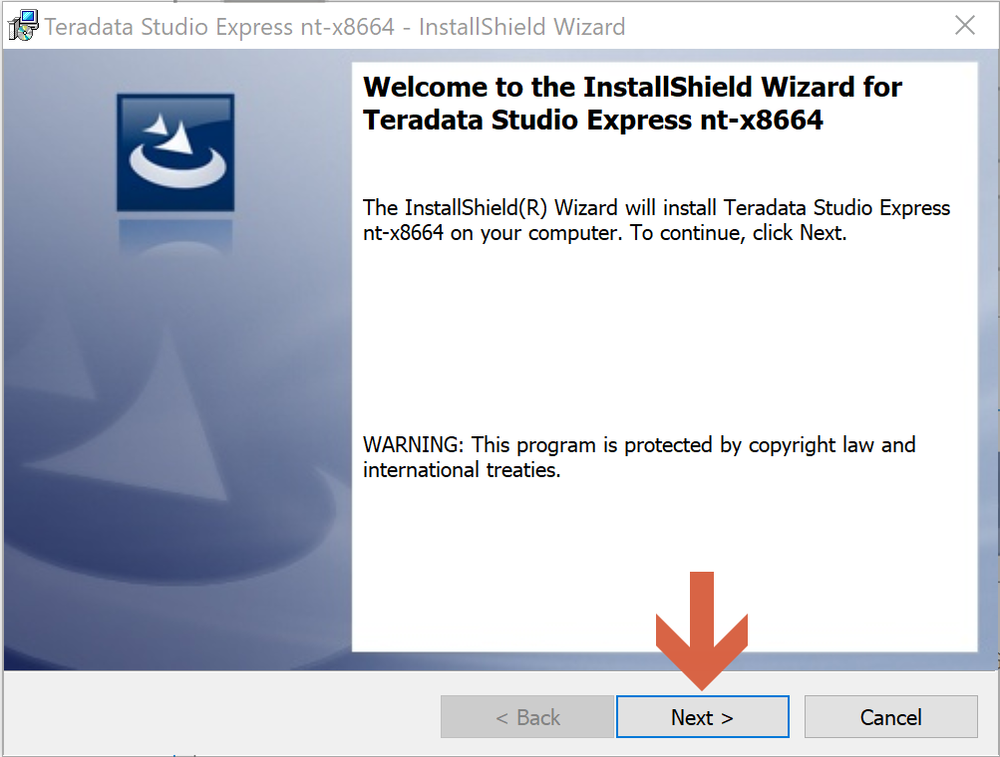 Teradata Studio Express nt-x8664 - InstallShield Wizard
Welcome to the InstallShield Wizard for
Teradata Studio Express nt-x8664
The InstallShield(R) Wizard will install Teradata Studio Express
nt-x8664 on your computer. To continue, click Next.
WARNING: This program is protected by copyright law and
international treaties.
< Back
Next >
Cancel